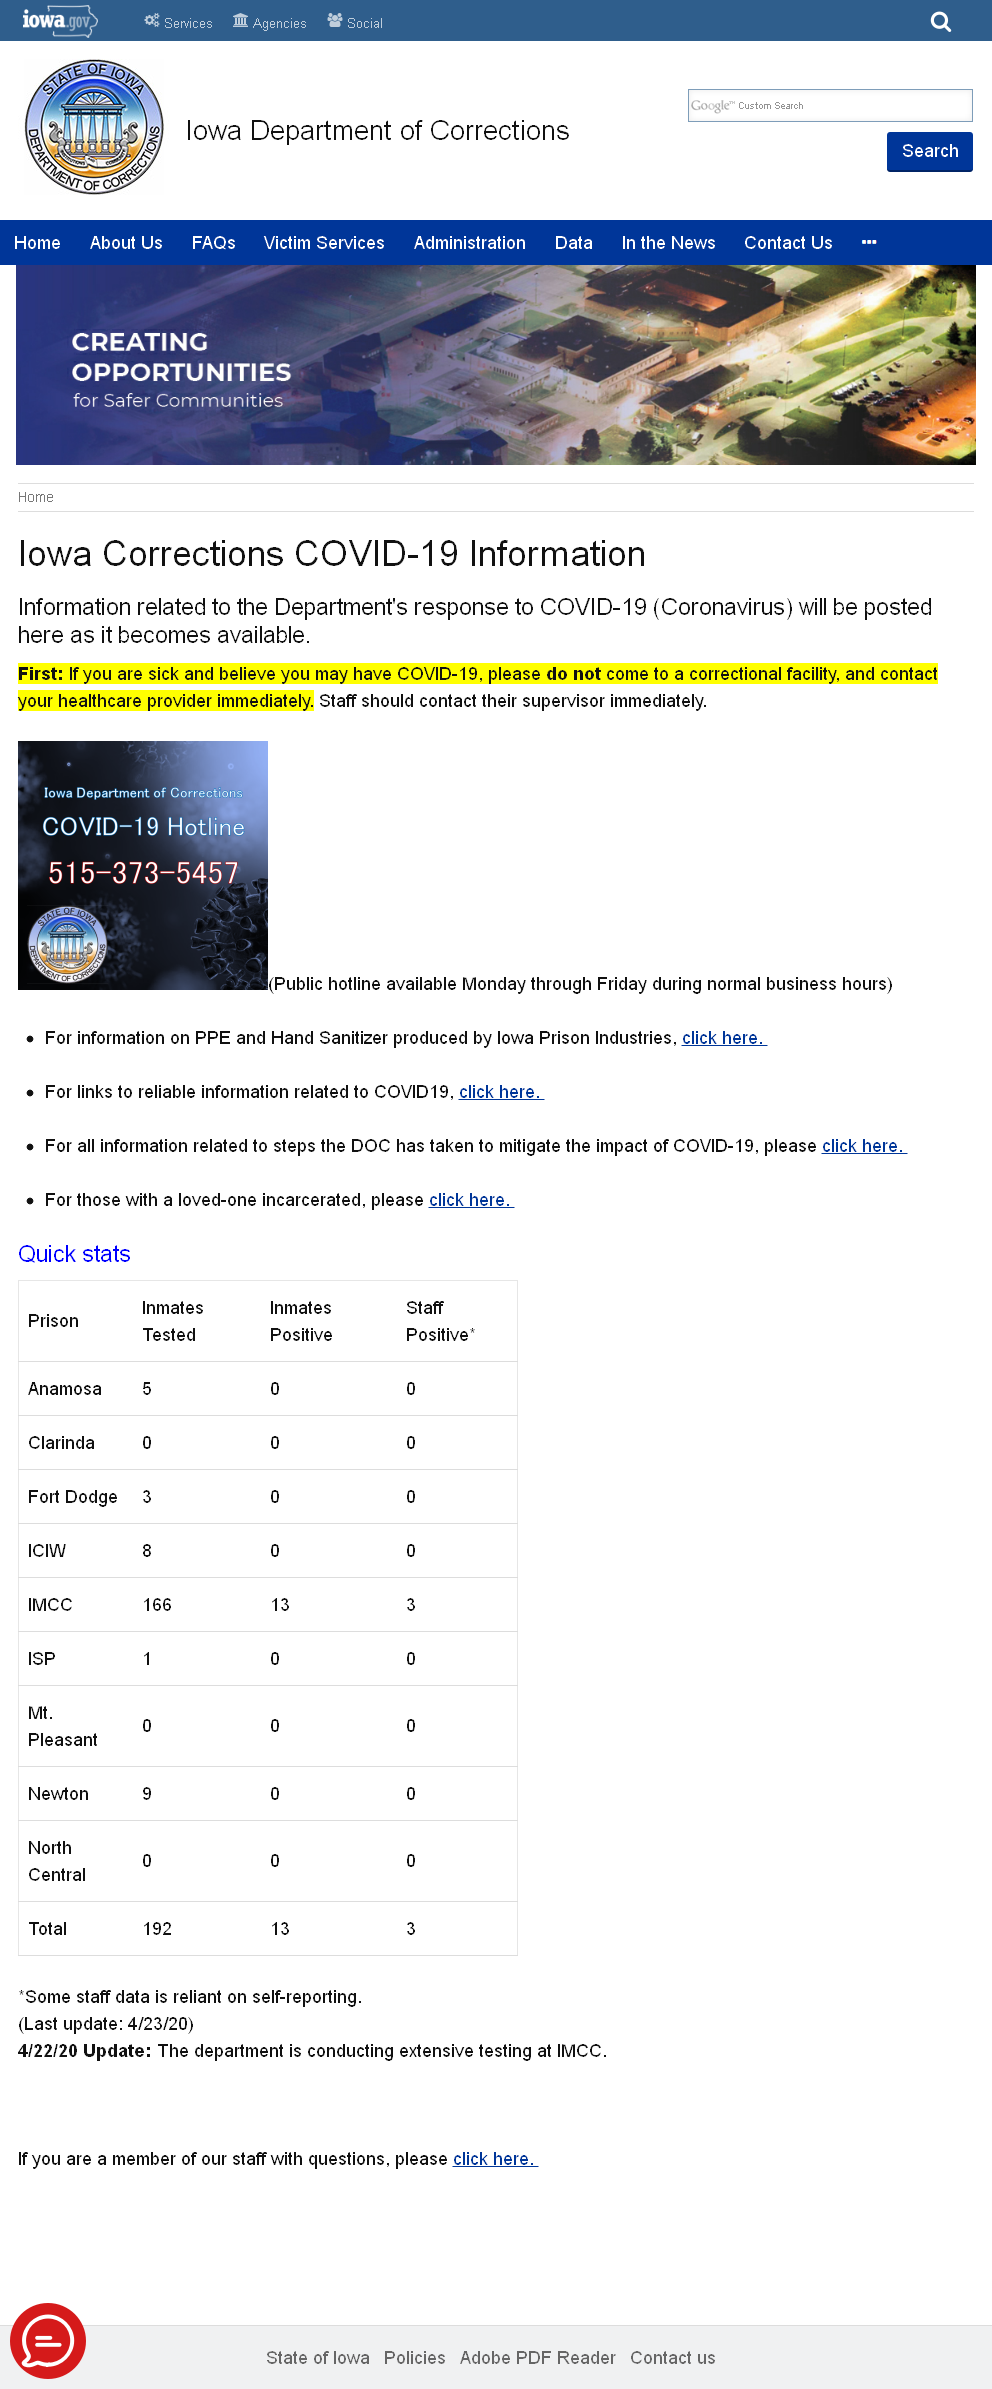 iowa.gov Services Agencies Social
STATE OF IOWA
DEPARTMENT OF CORRECTIONS
Iowa Department of Corrections
Google™ Custom Search
Search
Home About Us FAQs Victim Services Administration Data In the News Contact Us ...
CREATING
OPPORTUNITIES
for Safer Communities
Home
Iowa Corrections COVID-19 Information
Information related to the Department's response to COVID-19 (Coronavirus) will be posted
here as it becomes available.
First: If you are sick and believe you may have COVID-19, please do not come to a correctional facility, and contact
your healthcare provider immediately. Staff should contact their supervisor immediately.
Iowa Department of Corrections
COVID-19 Hotline
515-373-5457
STATE OF IOWA
DEPARTMENT OF CORRECTIONS
(Public hotline available Monday through Friday during normal business hours)
• For information on PPE and Hand Sanitizer produced by Iowa Prison Industries, click here.
• For links to reliable information related to COVID19, click here.
• For all information related to steps the DOC has taken to mitigate the impact of COVID-19, please click here.
• For those with a loved-one incarcerated, please click here.
Quick stats
Prison Inmates Tested Inmates Positive Staff Positive*
Anamosa 5 0 0
Clarinda 0 0 0
Fort Dodge 3 0 0
ICIW 8 0 0
IMCC 166 13 3
ISP 1 0 0
Mt. Pleasant 0 0 0
Newton 9 0 0
North Central 0 0 0
Total 192 13 3
*Some staff data is reliant on self-reporting.
(Last update: 4/23/20)
4/22/20 Update: The department is conducting extensive testing at IMCC.
If you are a member of our staff with questions, please click here.
State of Iowa Policies Adobe PDF Reader Contact us